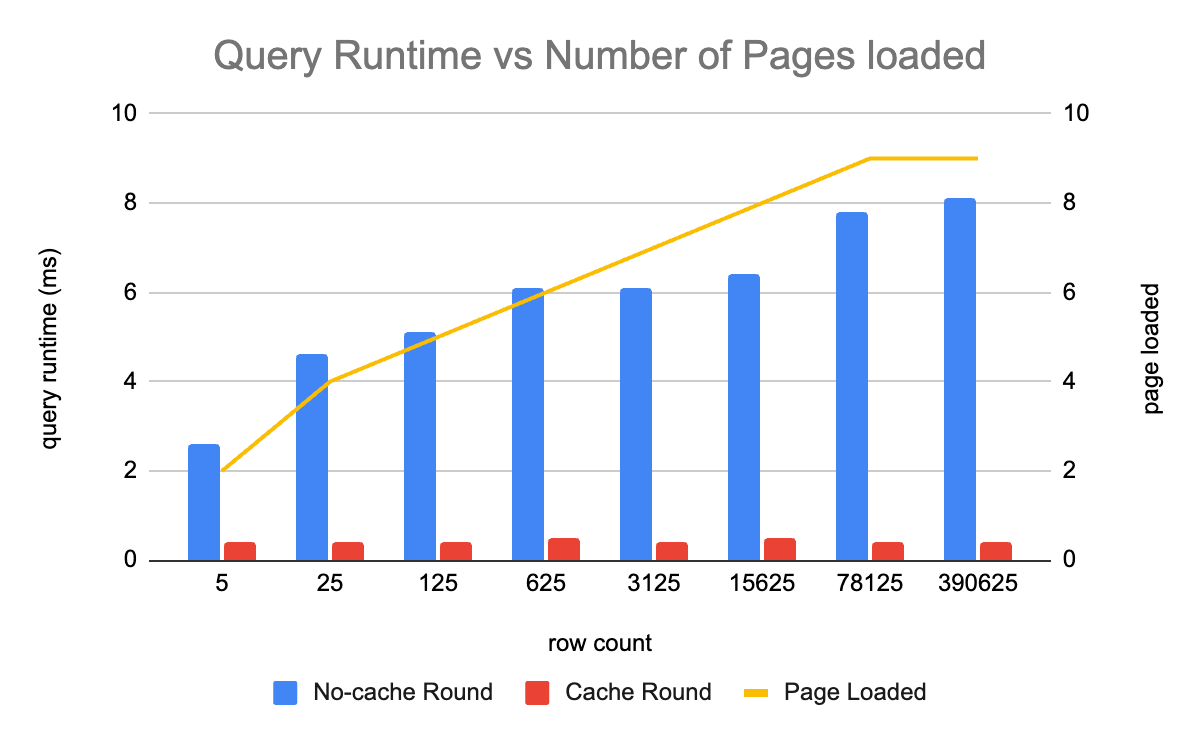 Query Runtime vs Number of Pages loaded
10 10
8 8
6 6
4 4
2 2
0 0
query runtime (ms)
page loaded
5 25 125 625 3125 15625 78125 390625
row count
No-cache Round Cache Round Page Loaded